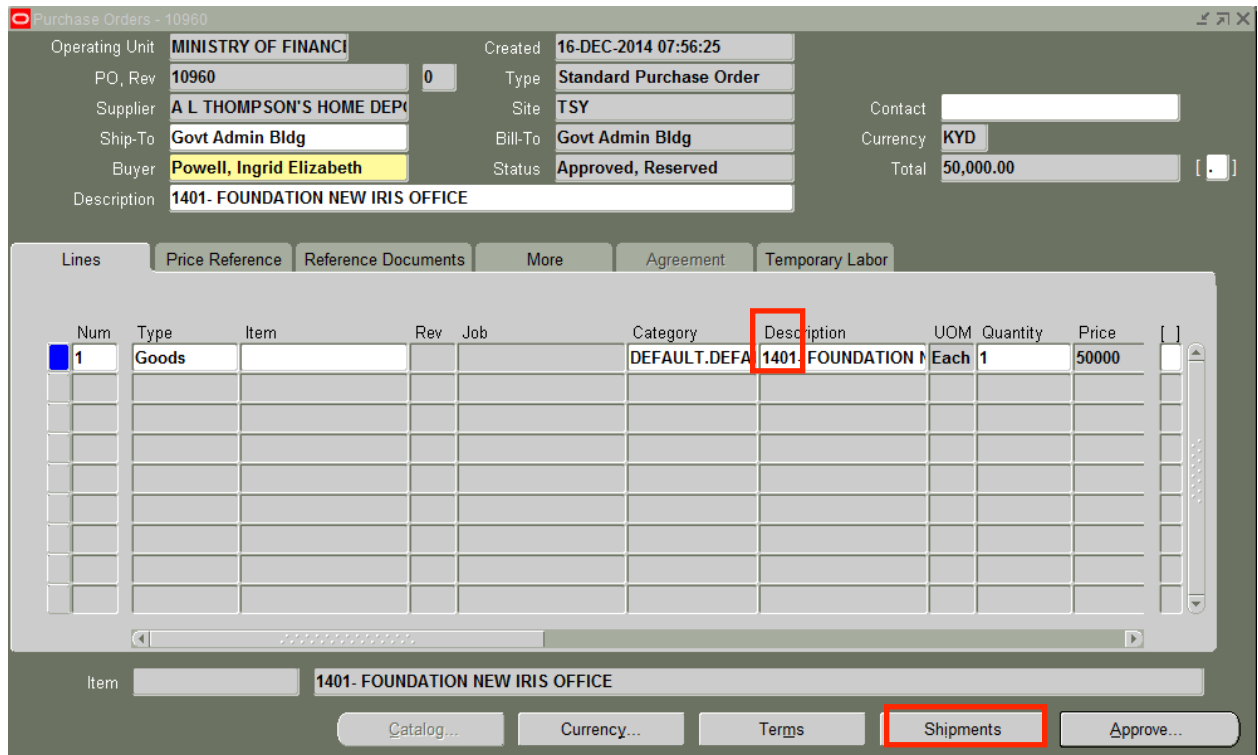 Purchase Orders - 10960
Operating Unit MINISTRY OF FINANCI Created 16-DEC-2014 07:56:25
PO, Rev 10960 0 Type Standard Purchase Order
Supplier A L THOMPSON'S HOME DEP Site TSY Contact
Ship-To Govt Admin Bldg Bill-To Govt Admin Bldg Currency KYD
Buyer Powell, Ingrid Elizabeth Status Approved, Reserved Total 50,000.00 [ . ]
Description 1401- FOUNDATION NEW IRIS OFFICE
Lines Price Reference Reference Documents More Agreement Temporary Labor
Num Type Item Rev Job Category Description UOM Quantity Price [ ]
1 Goods DEFAULT.DEFA 1401- FOUNDATION N Each 1 50000
Item 1401- FOUNDATION NEW IRIS OFFICE
Catalog... Currency... Terms Shipments Approve...